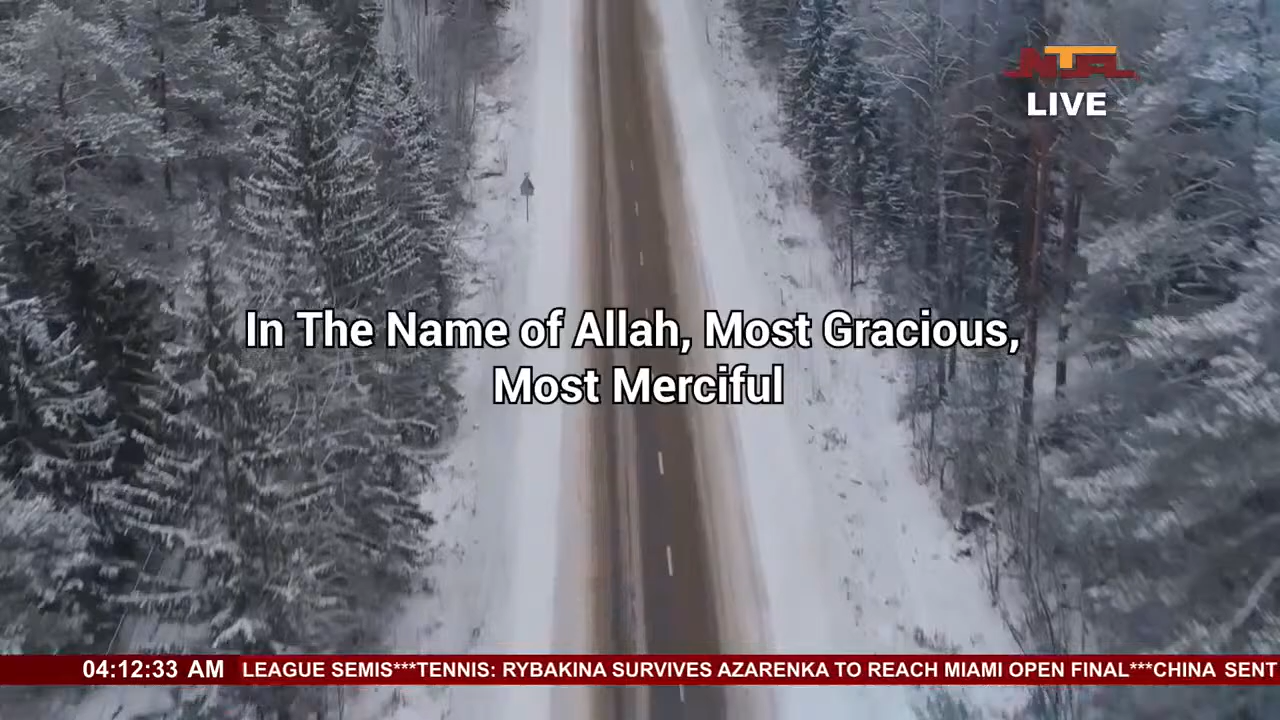 NTA
LIVE
In The Name of Allah, Most Gracious,
Most Merciful
04:12:33 AM LEAGUE SEMIS***TENNIS: RYBAKINA SURVIVES AZARENKA TO REACH MIAMI OPEN FINAL***CHINA SENT